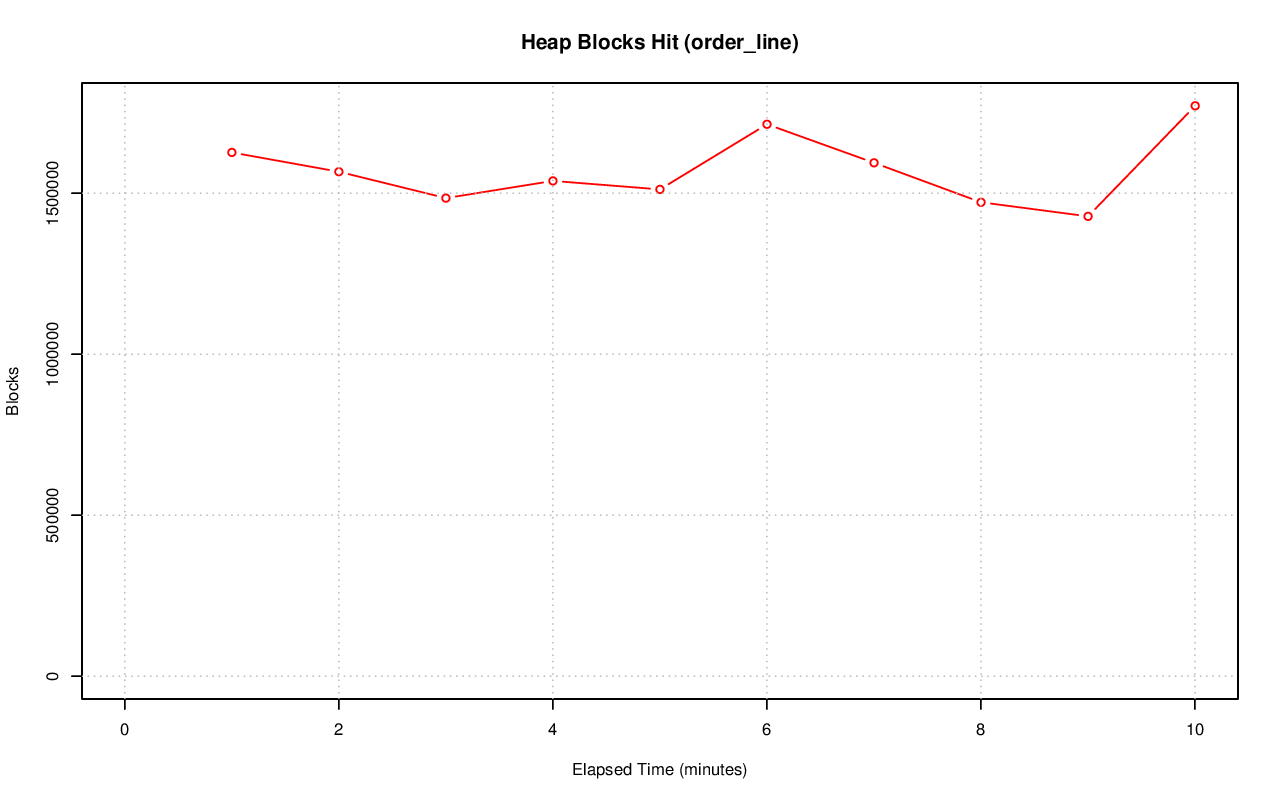 Heap Blocks Hit (order_line)
Blocks
1500000
1000000
500000
0
0 2 4 6 8 10
Elapsed Time (minutes)